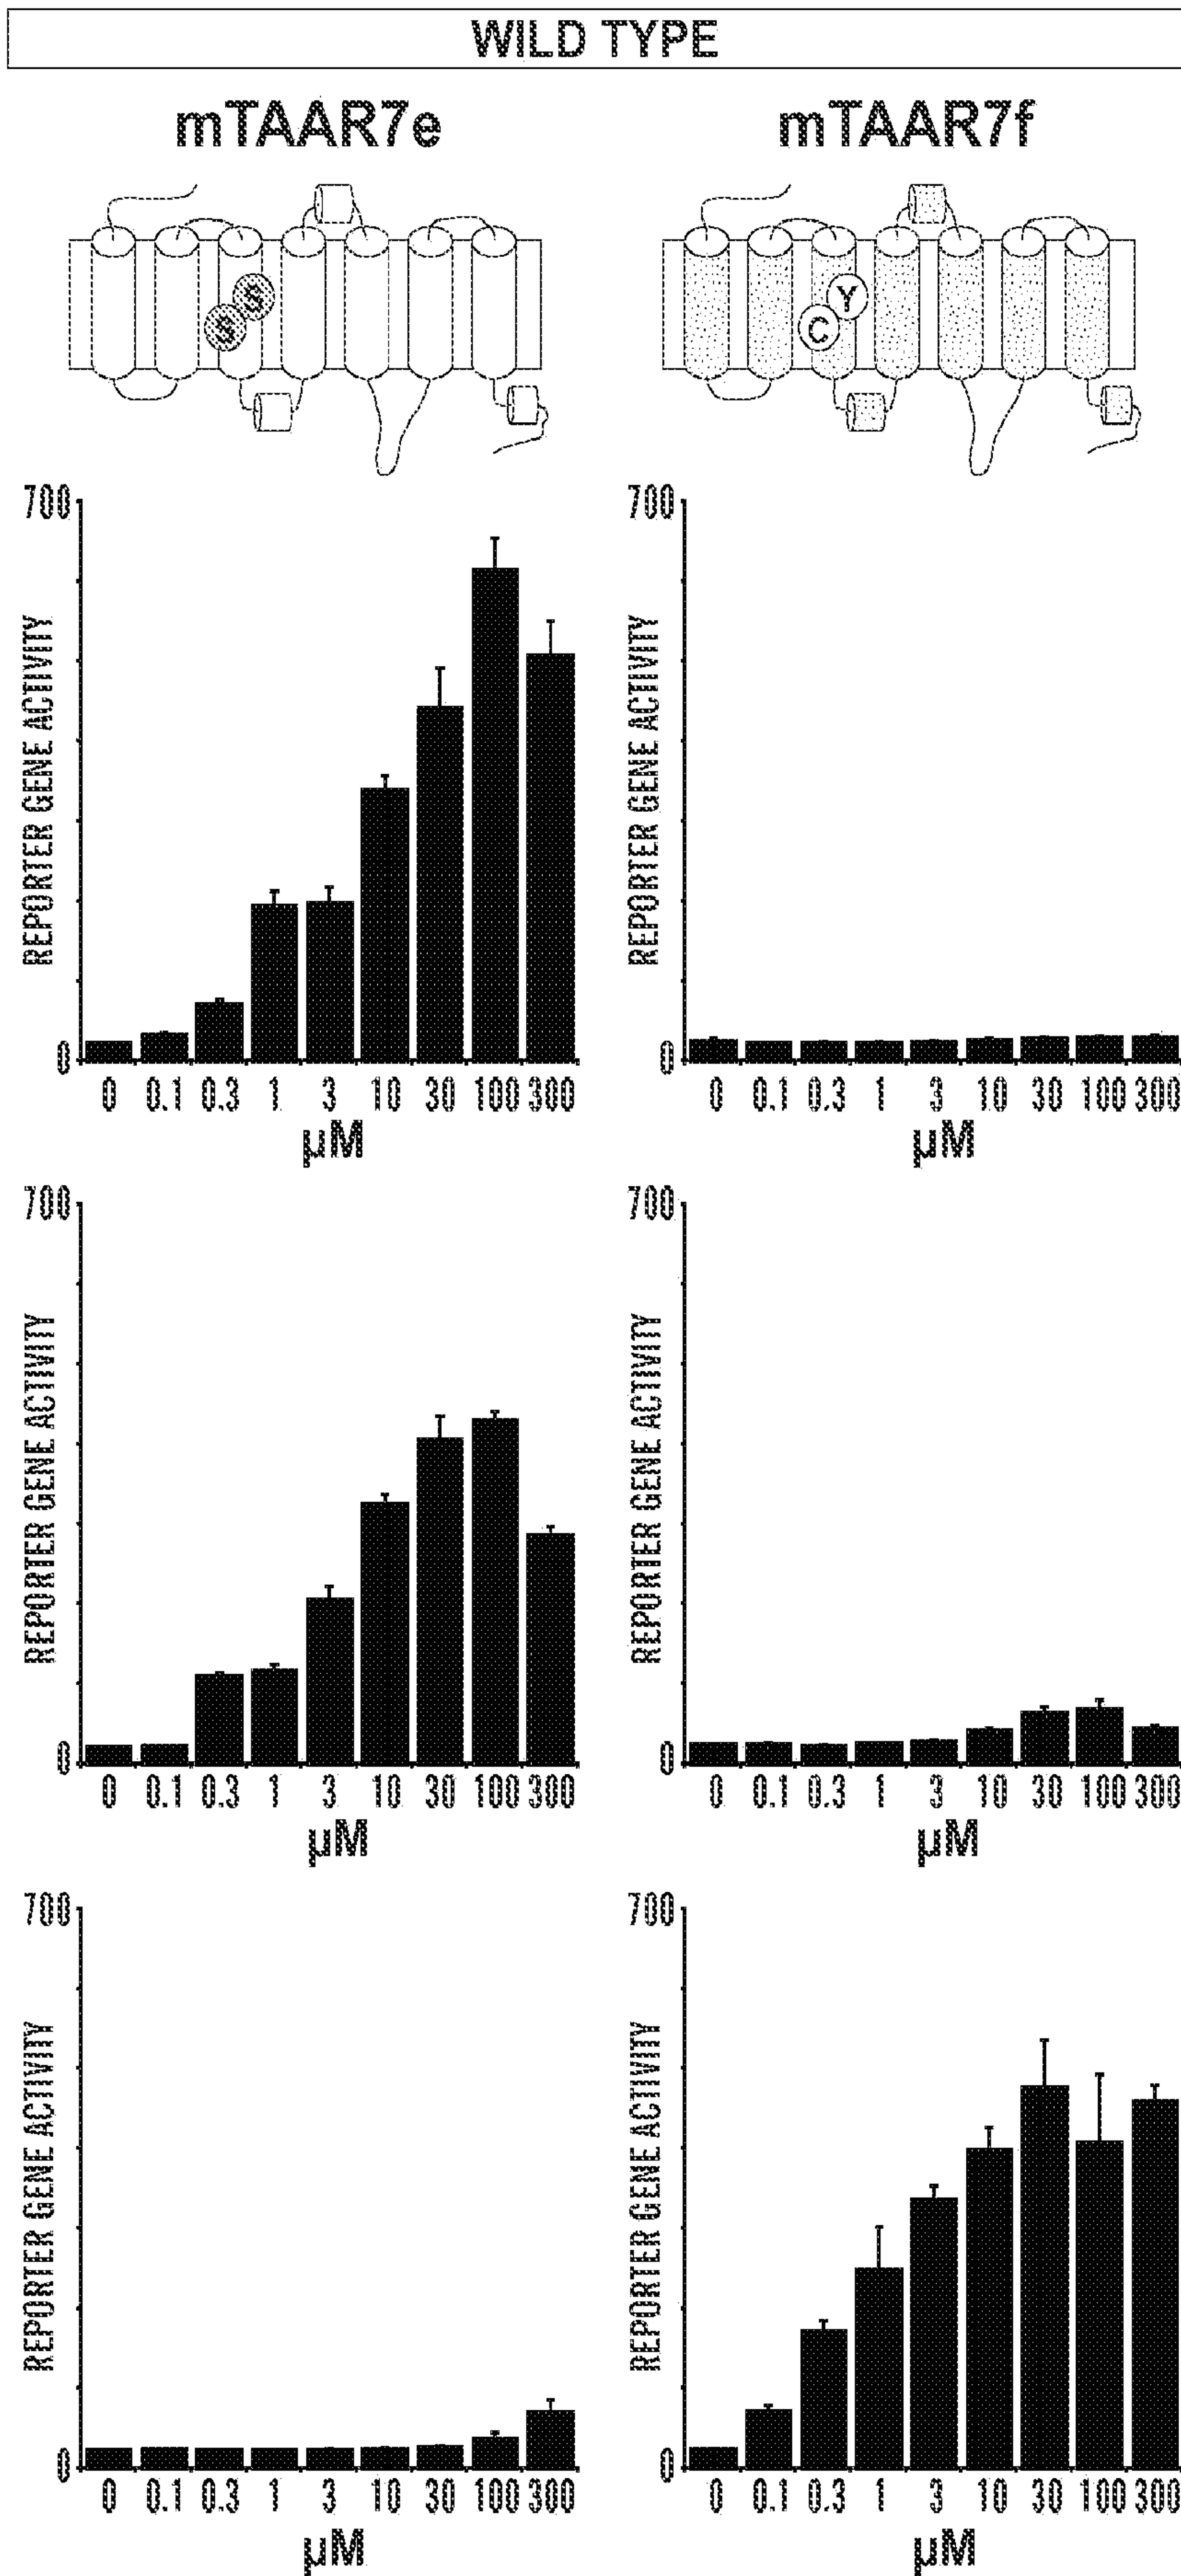 WILD TYPE
mTAAR7e mTAAR7f
S S
Y C
700 700
REPORTER GENE ACTIVITY REPORTER GENE ACTIVITY
0 0
0 0.1 0.3 1 3 10 30 100 300 0 0.1 0.3 1 3 10 30 100 300
µM µM
700 700
REPORTER GENE ACTIVITY REPORTER GENE ACTIVITY
0 0
0 0.1 0.3 1 3 10 30 100 300 0 0.1 0.3 1 3 10 30 100 300
µM µM
700 700
REPORTER GENE ACTIVITY REPORTER GENE ACTIVITY
0 0
0 0.1 0.3 1 3 10 30 100 300 0 0.1 0.3 1 3 10 30 100 300
µM µM